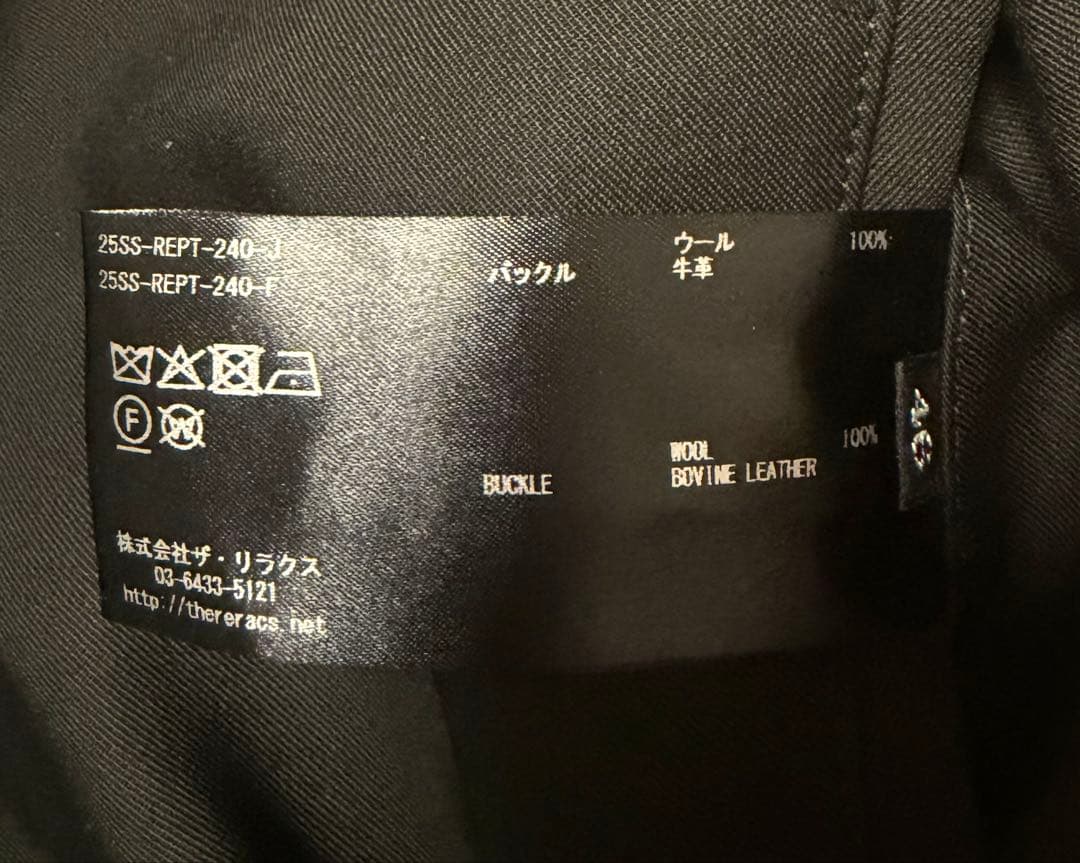 25SS-REPT-240-J
25SS-REPT-240-F
ウール 100%
バックル 牛革
F
W
WOOL 100%
BUCKLE BOVINE LEATHER
株式会社ザ・リラクス
03-6433-5121
http://thereracs.net